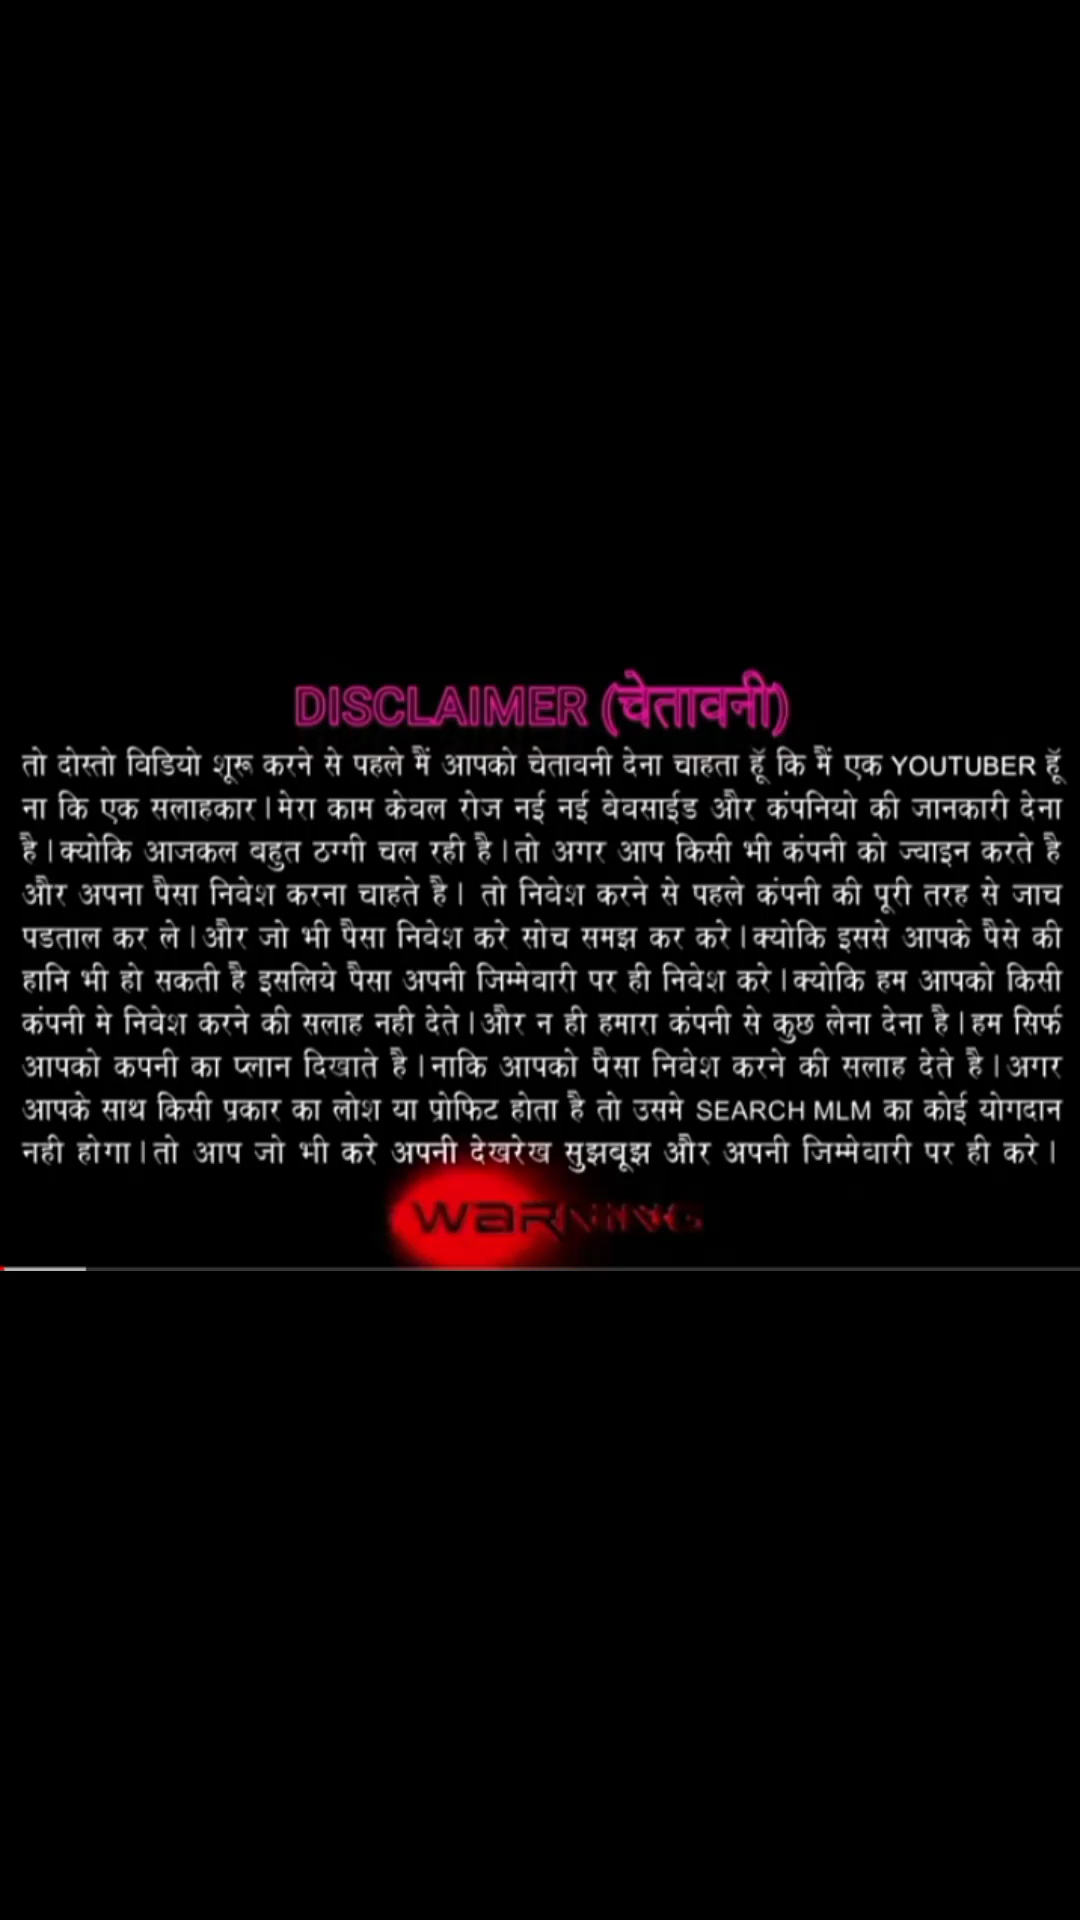 DISCLAIMER (चेतावनी)
तो दोस्तो विडियो शूरू करने से पहले मैं आपको चेतावनी देना चाहता हूॅ कि मैं एक YOUTUBER हूॅ
ना कि एक सलाहकार।मेरा काम केवल रोज नई नई वेवसाईड और कंपनियो की जानकारी देना
है।क्योकि आजकल बहुत ठग्गी चल रही है।तो अगर आप किसी भी कंपनी को ज्वाइन करते है
और अपना पैसा निवेश करना चाहते है। तो निवेश करने से पहले कंपनी की पूरी तरह से जाच
पडताल कर ले।और जो भी पैसा निवेश करे सोच समझ कर करे।क्योकि इससे आपके पैसे की
हानि भी हो सकती है इसलिये पैसा अपनी जिम्मेवारी पर ही निवेश करे।क्योकि हम आपको किसी
कंपनी मे निवेश करने की सलाह नही देते।और न ही हमारा कंपनी से कुछ लेना देना है।हम सिर्फ
आपको कपनी का प्लान दिखाते है।नाकि आपको पैसा निवेश करने की सलाह देते है।अगर
आपके साथ किसी प्रकार का लोश या प्रोफिट होता है तो उसमे SEARCH MLM का कोई योगदान
नही होगा।तो आप जो भी करे अपनी देखरेख सुझबूझ और अपनी जिम्मेवारी पर ही करे।
WARNING